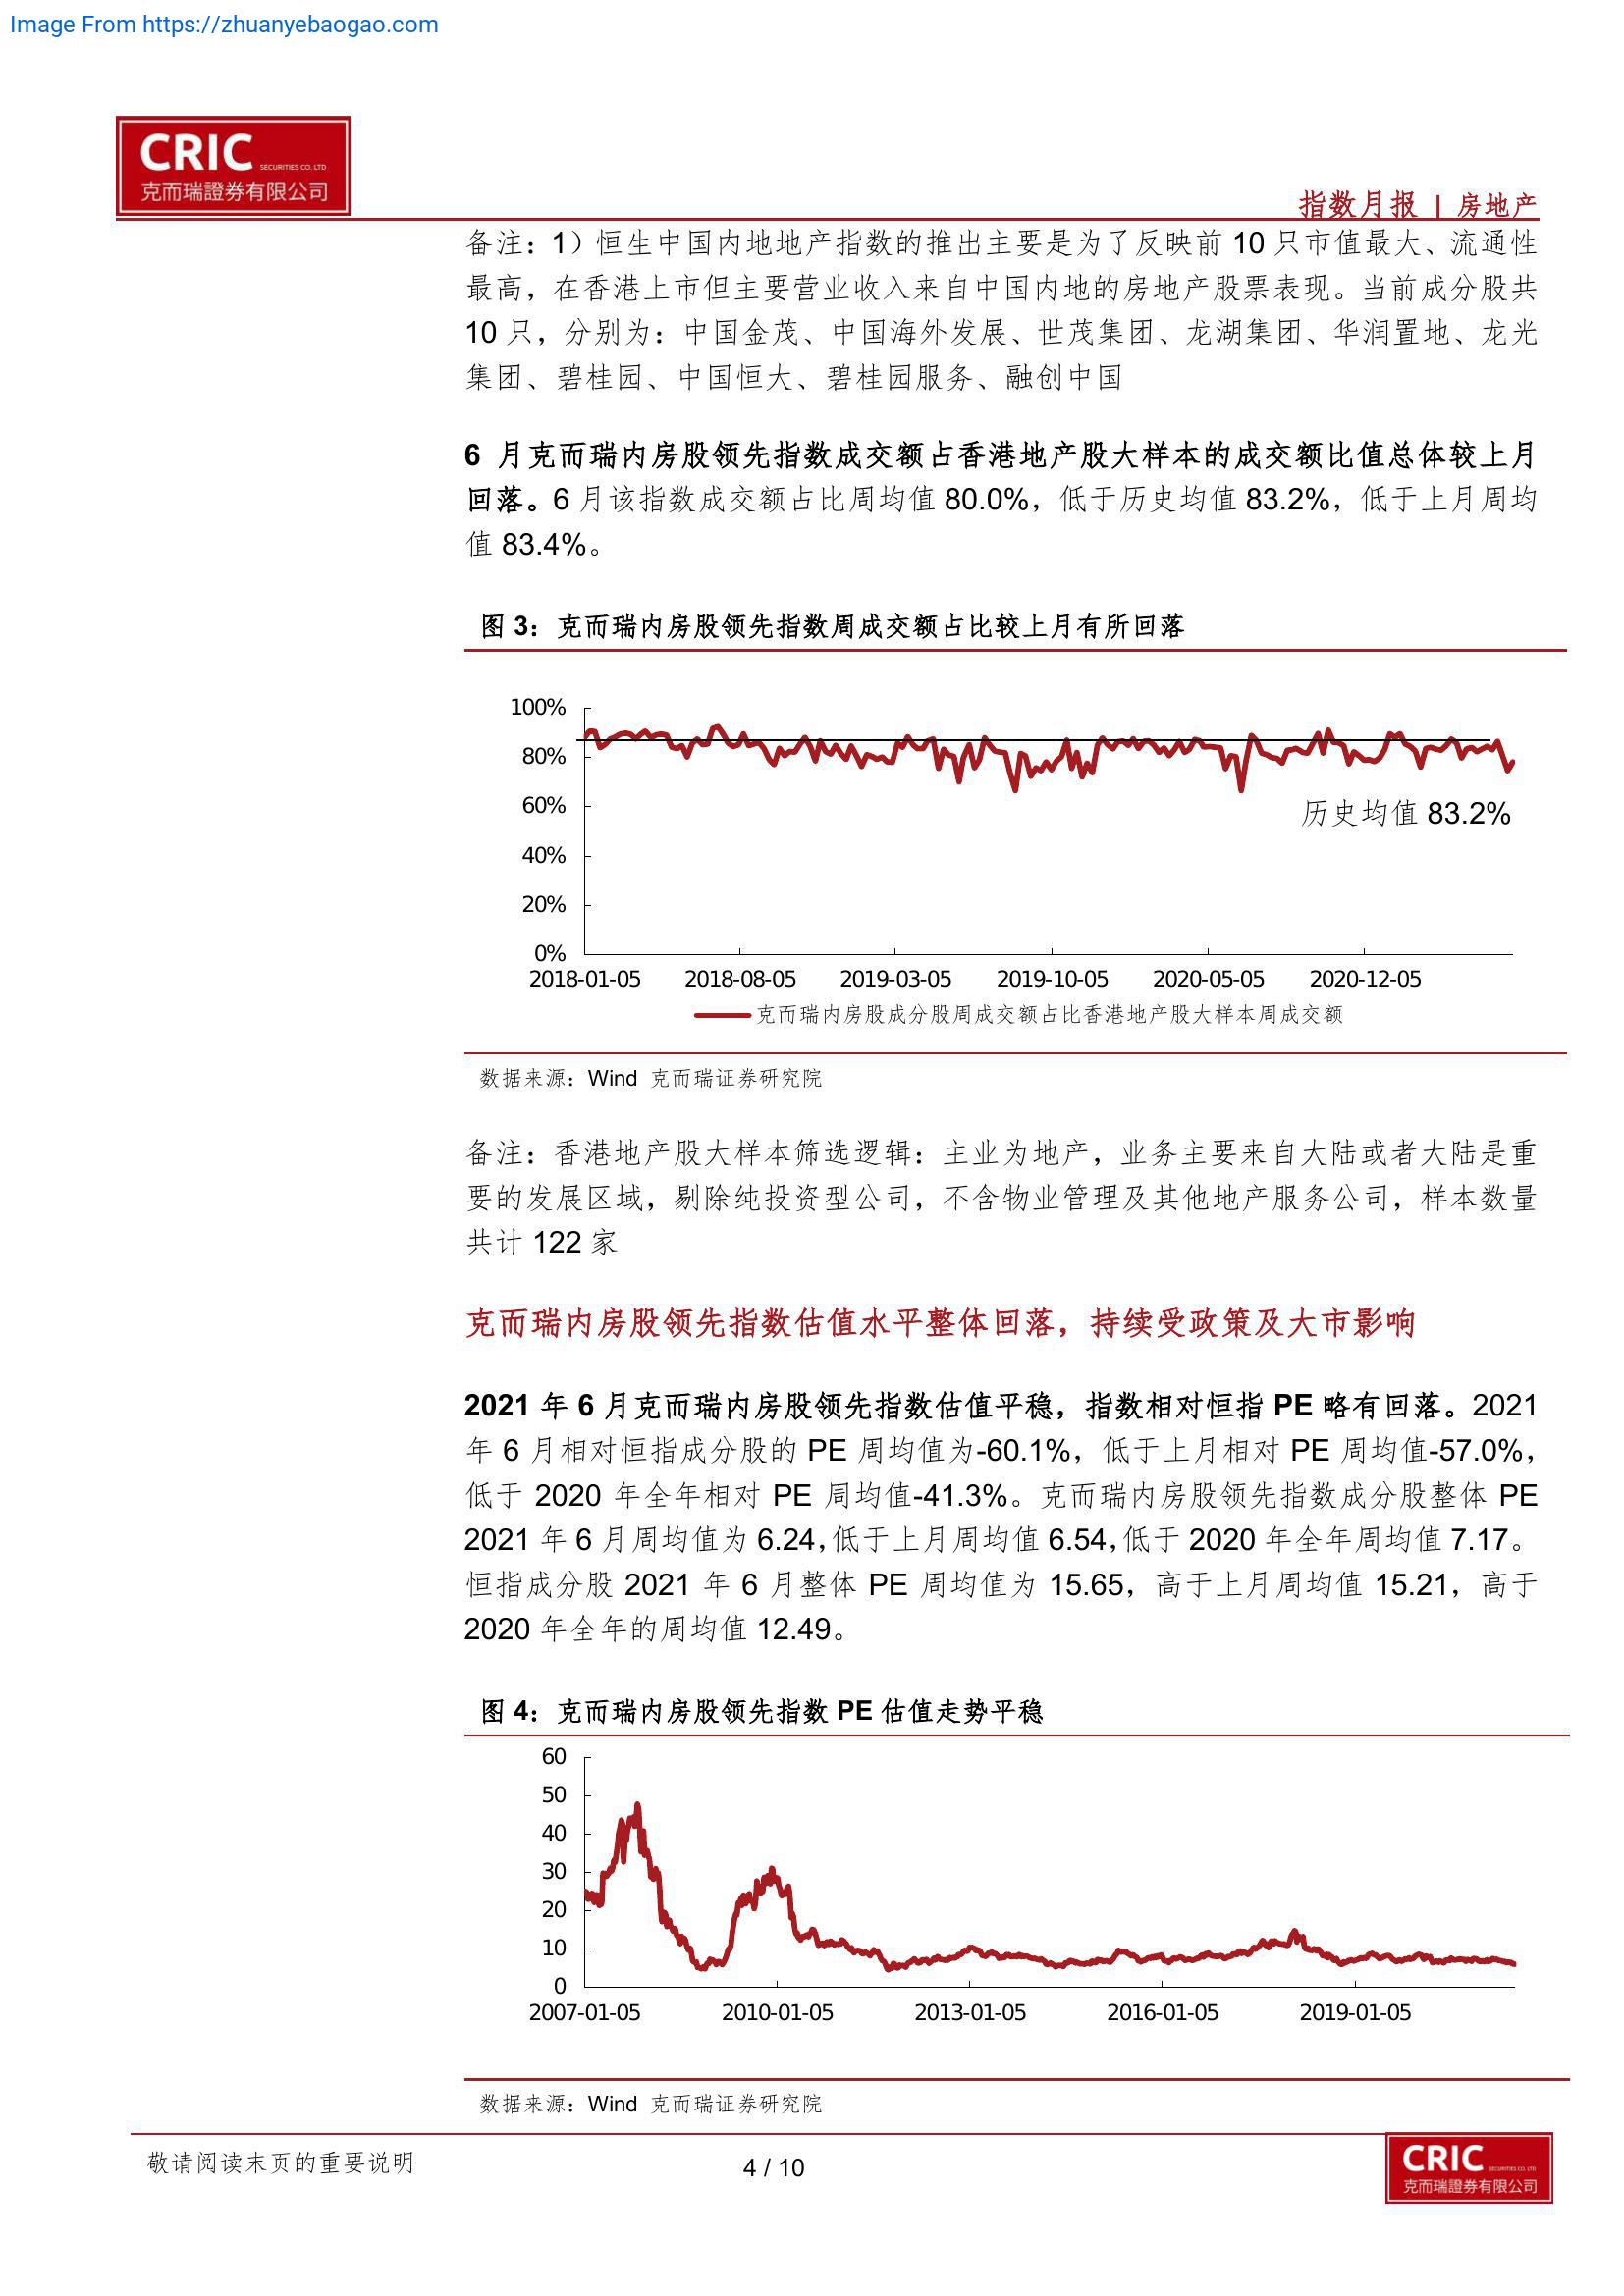 Image From https://zhuanyebaogao.com
CRIC SECURITIES CO. LTD
克而瑞證券有限公司
指数月报 | 房地产
备注：1）恒生中国内地地产指数的推出主要是为了反映前 10 只市值最大、流通性
最高，在香港上市但主要营业收入来自中国内地的房地产股票表现。当前成分股共
10 只，分别为：中国金茂、中国海外发展、世茂集团、龙湖集团、华润置地、龙光
集团、碧桂园、中国恒大、碧桂园服务、融创中国
6 月克而瑞内房股领先指数成交额占香港地产股大样本的成交额比值总体较上月
回落。6 月该指数成交额占比周均值 80.0%，低于历史均值 83.2%，低于上月周均
值 83.4%。
图 3：克而瑞内房股领先指数周成交额占比较上月有所回落
100%
80%
60%
历史均值 83.2%
40%
20%
0%
2018-01-05 2018-08-05 2019-03-05 2019-10-05 2020-05-05 2020-12-05
克而瑞内房股成分股周成交额占比香港地产股大样本周成交额
数据来源：Wind 克而瑞证券研究院
备注：香港地产股大样本筛选逻辑：主业为地产，业务主要来自大陆或者大陆是重
要的发展区域，剔除纯投资型公司，不含物业管理及其他地产服务公司，样本数量
共计 122 家
克而瑞内房股领先指数估值水平整体回落，持续受政策及大市影响
2021 年 6 月克而瑞内房股领先指数估值平稳，指数相对恒指 PE 略有回落。2021
年 6 月相对恒指成分股的 PE 周均值为-60.1%，低于上月相对 PE 周均值-57.0%，
低于 2020 年全年相对 PE 周均值-41.3%。克而瑞内房股领先指数成分股整体 PE
2021 年 6 月周均值为 6.24，低于上月周均值 6.54，低于 2020 年全年周均值 7.17。
恒指成分股 2021 年 6 月整体 PE 周均值为 15.65，高于上月周均值 15.21，高于
2020 年全年的周均值 12.49。
图 4：克而瑞内房股领先指数 PE 估值走势平稳
60
50
40
30
20
10
0
2007-01-05 2010-01-05 2013-01-05 2016-01-05 2019-01-05
数据来源：Wind 克而瑞证券研究院
敬请阅读末页的重要说明
4 / 10
CRIC SECURITIES CO. LTD
克而瑞證券有限公司